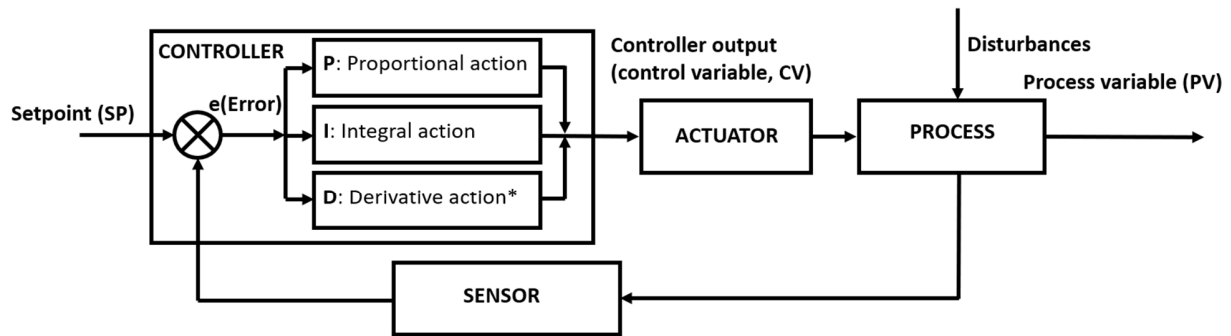 CONTROLLER
Setpoint (SP)
e(Error)
P: Proportional action
I: Integral action
D: Derivative action*
Controller output
(control variable, CV)
ACTUATOR
Disturbances
Process variable (PV)
PROCESS
SENSOR